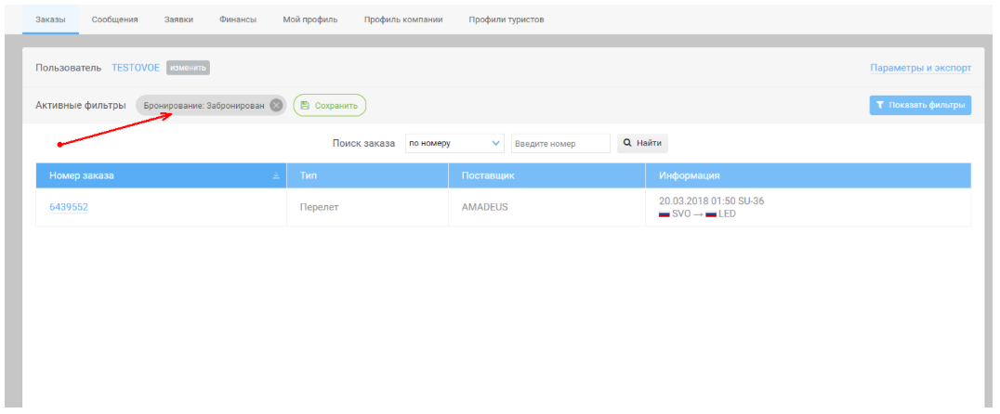 Заказы Сообщения Заявки Финансы Мой профиль Профиль компании Профили туристов
Пользователь TESTOVOE изменить Параметры и экспорт
Активные фильтры Бронирование: Забронирован Сохранить Показать фильтры
Поиск заказа по номеру Введите номер Найти
Номер заказа Тип Поставщик Информация
6439552 Перелет AMADEUS 20.03.2018 01:50 SU-36
SVO → LED